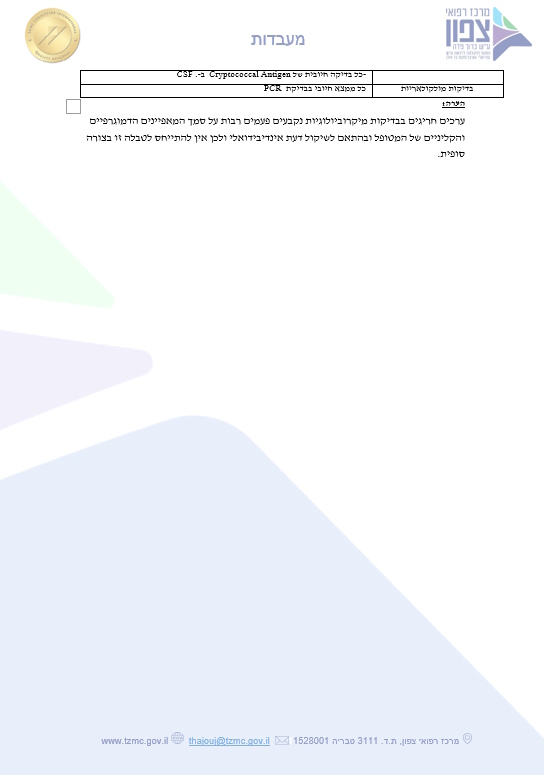 מרכז רפואי
צפון
מעבדות
-כל בדיקה חיובית של Cryptococcal Antigen ב-. CSF
בדיקות מולקולאריות כל ממצא חיובי בבדיקת PCR
הערה:
ערכים חריגים בבדיקות מיקרוביולוגיות נקבעים פעמים רבות על סמך המאפיינים הדמוגרפיים
והקליניים של המטופל ובהתאם לשיקול דעת אינדיבידואלי ולכן אין להתייחס לטבלה זו בצורה
סופית.
מרכז רפואי צפון, ת.ד. 3111 טבריה 1528001 thajouj@tzmc.gov.il www.tzmc.gov.il